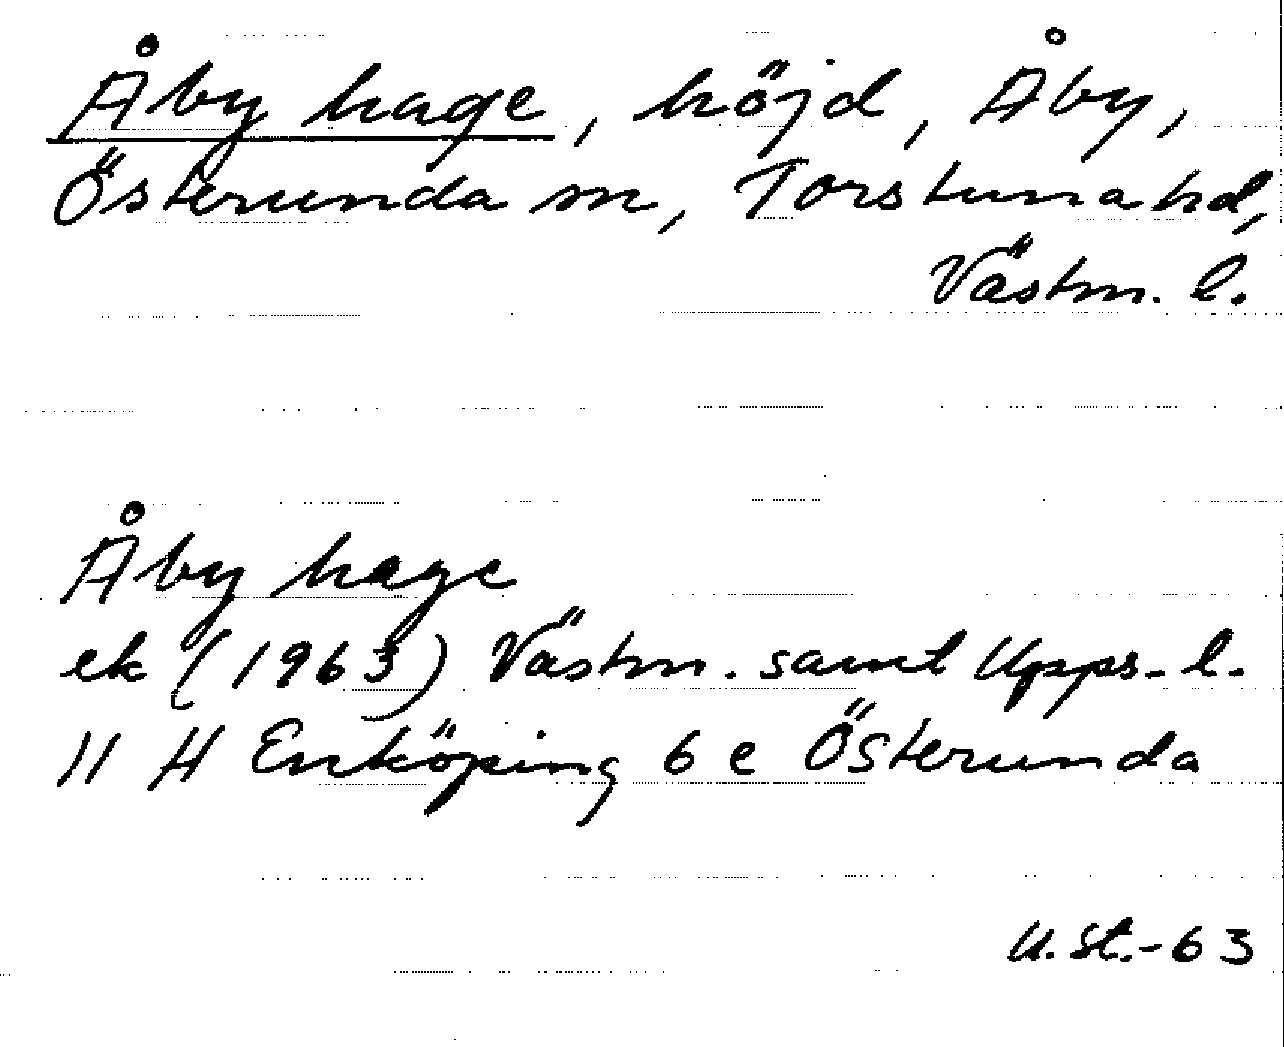 Åby hage, höjd, Åby,
Österunda sn, Torstuna hd,
Västm. l.
Åby hage
ek (1963) Västm. samt Upps. l.
11 H Enköping 6 e Österunda
U.St.-63